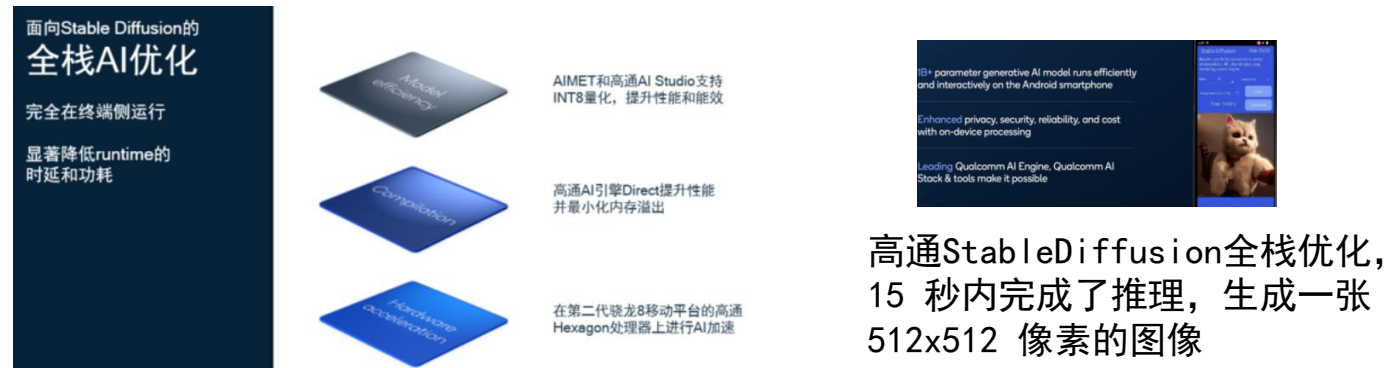 面向Stable Diffusion的
全栈AI优化
完全在终端侧运行
显著降低runtime的
时延和功耗
Model
efficiency
AIMET和高通AI Studio支持
INT8量化，提升性能和能效
Compilation
高通AI引擎Direct提升性能
并最小化内存溢出
Hardware
acceleration
在第二代骁龙8移动平台的高通
Hexagon处理器上进行AI加速
1B+ parameter generative AI model runs efficiently
and interactively on the Android smartphone
Enhanced privacy, security, reliability, and cost
with on-device processing
Leading Qualcomm AI Engine, Qualcomm AI
Stack & tools make it possible
Stable Diffusion
高通StableDiffusion全栈优化，
15 秒内完成了推理，生成一张
512x512 像素的图像